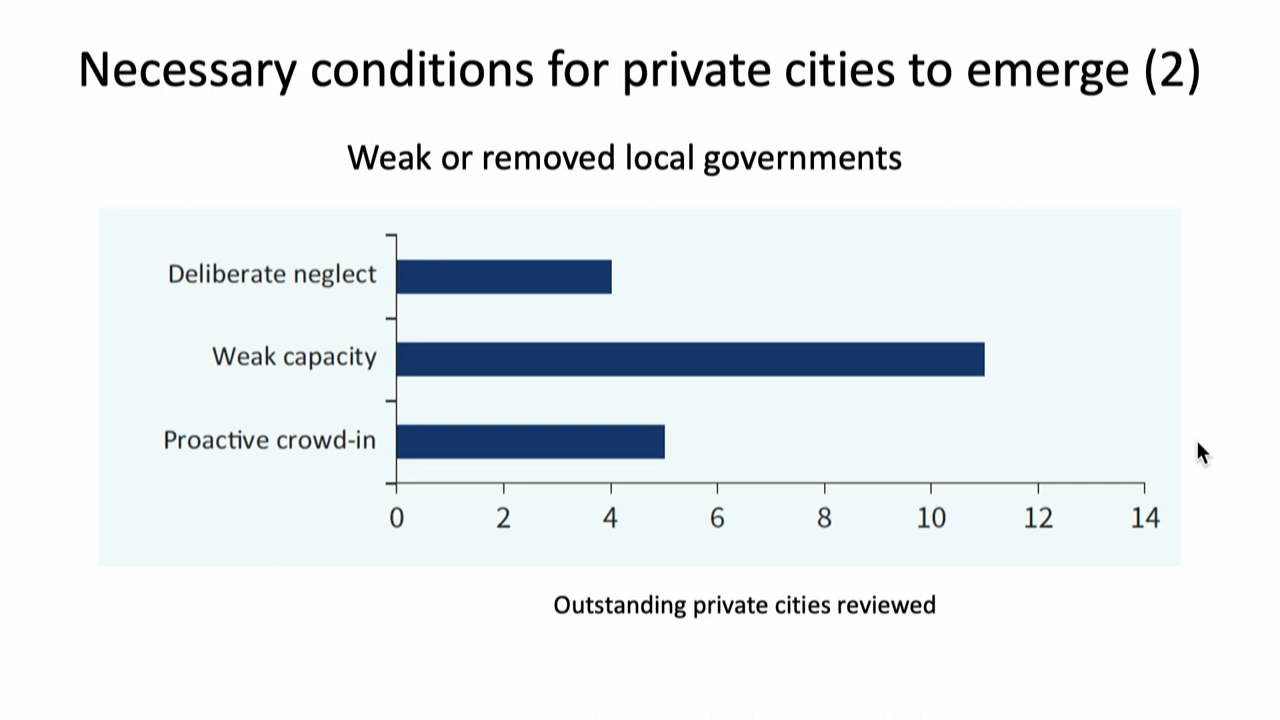 Necessary conditions for private cities to emerge (2)
Weak or removed local governments
Deliberate neglect
Weak capacity
Proactive crowd-in
0 2 4 6 8 10 12 14
Outstanding private cities reviewed